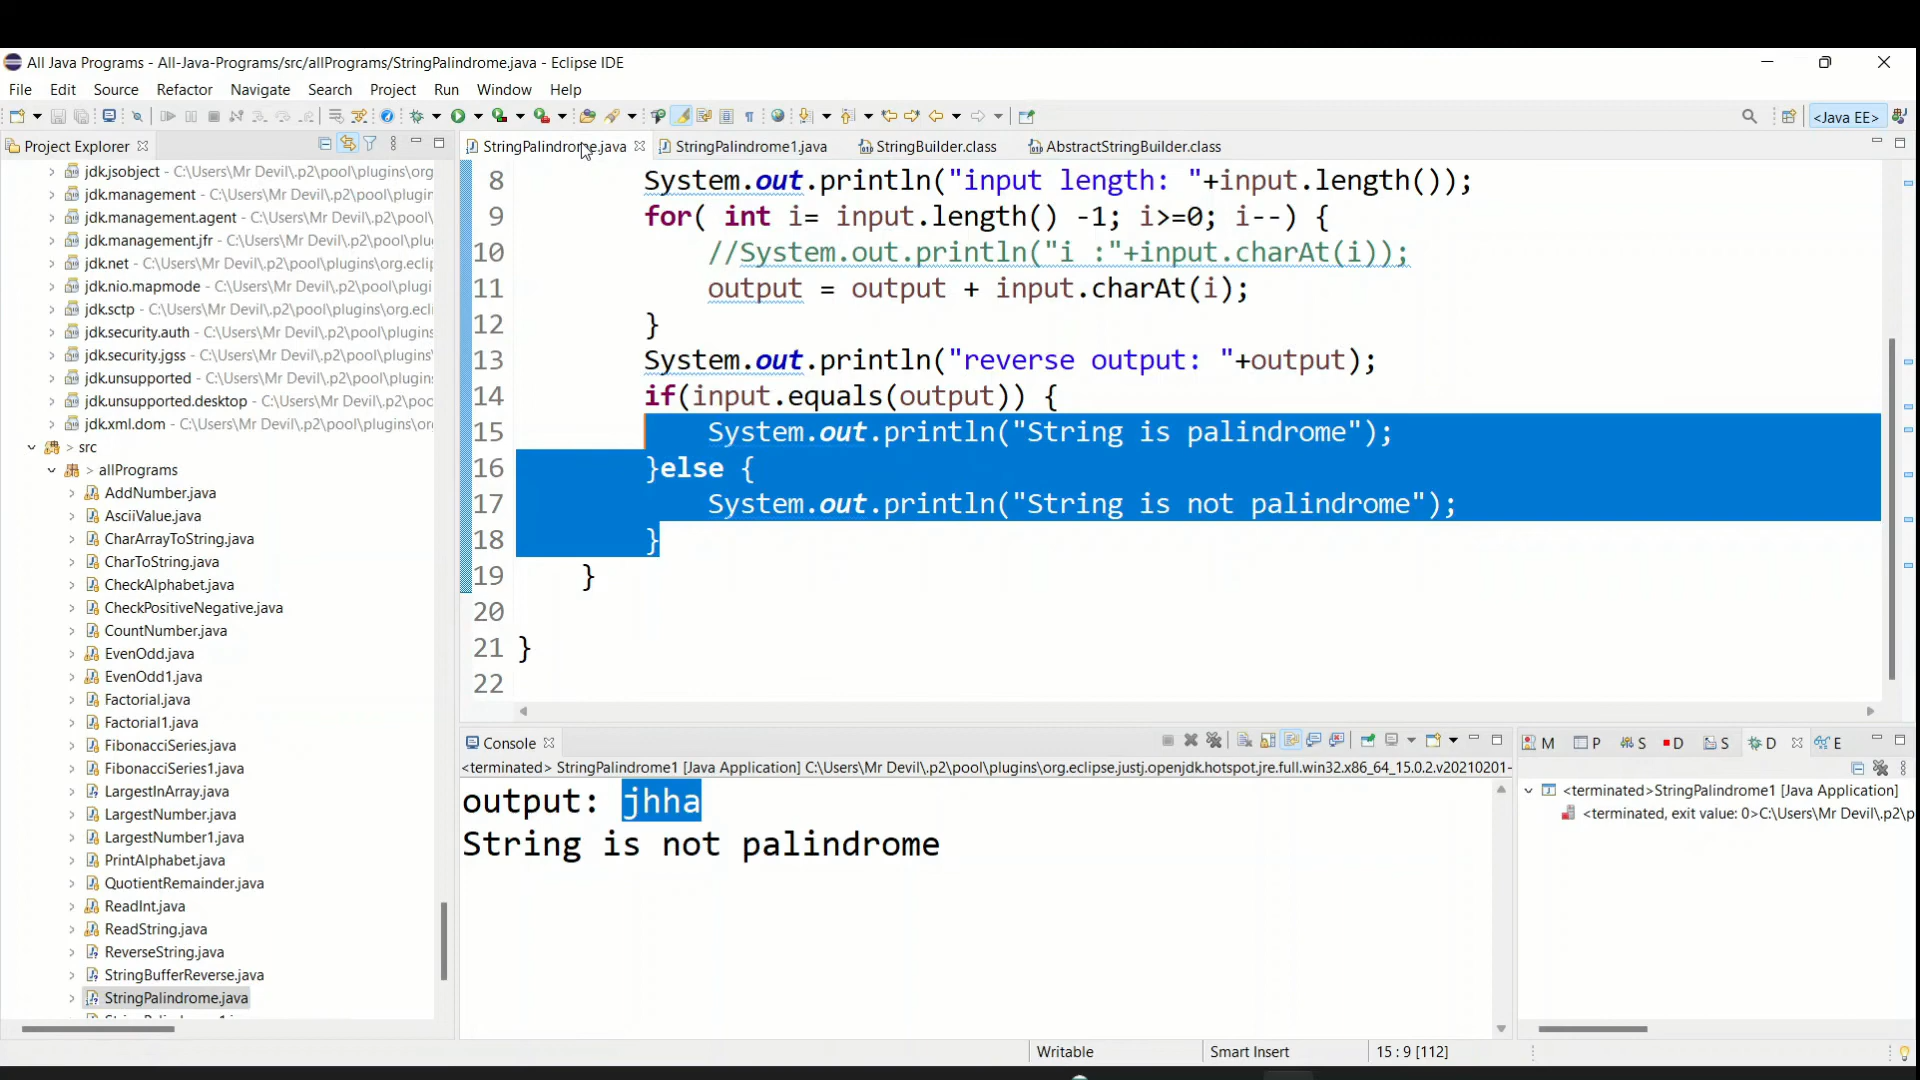 All Java Programs - All-Java-Programs/src/allPrograms/StringPalindrome.java - Eclipse IDE
File Edit Source Refactor Navigate Search Project Run Window Help
<Java EE>
Project Explorer
StringPalindrome.java StringPalindrome1.java StringBuilder.class AbstractStringBuilder.class
jdk.jsobject - C:\Users\Mr Devil\.p2\pool\plugins\org
jdk.management - C:\Users\Mr Devil\.p2\pool\plugins
jdk.management.agent - C:\Users\Mr Devil\.p2\pool\
jdk.management.jfr - C:\Users\Mr Devil\.p2\pool\plu
jdk.net - C:\Users\Mr Devil\.p2\pool\plugins\org.eclip
jdk.nio.mapmode - C:\Users\Mr Devil\.p2\pool\plugi
jdk.sctp - C:\Users\Mr Devil\.p2\pool\plugins\org.ecl
jdk.security.auth - C:\Users\Mr Devil\.p2\pool\plugins
jdk.security.jgss - C:\Users\Mr Devil\.p2\pool\plugins\
jdk.unsupported - C:\Users\Mr Devil\.p2\pool\plugin
jdk.unsupported.desktop - C:\Users\Mr Devil\.p2\poo
jdk.xml.dom - C:\Users\Mr Devil\.p2\pool\plugins\or
> src
> allPrograms
AddNumber.java
AsciiValue.java
CharArrayToString.java
CharToString.java
CheckAlphabet.java
CheckPositiveNegative.java
CountNumber.java
EvenOdd.java
EvenOdd1.java
Factorial.java
Factorial1.java
FibonacciSeries.java
FibonacciSeries1.java
LargestInArray.java
LargestNumber.java
LargestNumber1.java
PrintAlphabet.java
QuotientRemainder.java
ReadInt.java
ReadString.java
ReverseString.java
StringBufferReverse.java
StringPalindrome.java
8 System.out.println("input length: "+input.length());
9 for( int i= input.length() -1; i>=0; i--) {
10 //System.out.println("i :"+input.charAt(i));
11 output = output + input.charAt(i);
12 }
13 System.out.println("reverse output: "+output);
14 if(input.equals(output)) {
15 System.out.println("String is palindrome");
16 }else {
17 System.out.println("String is not palindrome");
18 }
19 }
20
21 }
22
Console
<terminated> StringPalindrome1 [Java Application] C:\Users\Mr Devil\.p2\pool\plugins\org.eclipse.justj.openjdk.hotspot.jre.full.win32.x86_64_15.0.2.v20210201-
output: jhha
String is not palindrome
M P S D S D E
<terminated>StringPalindrome1 [Java Application]
<terminated, exit value: 0>C:\Users\Mr Devil\.p2\p
Writable Smart Insert 15 : 9 [112]